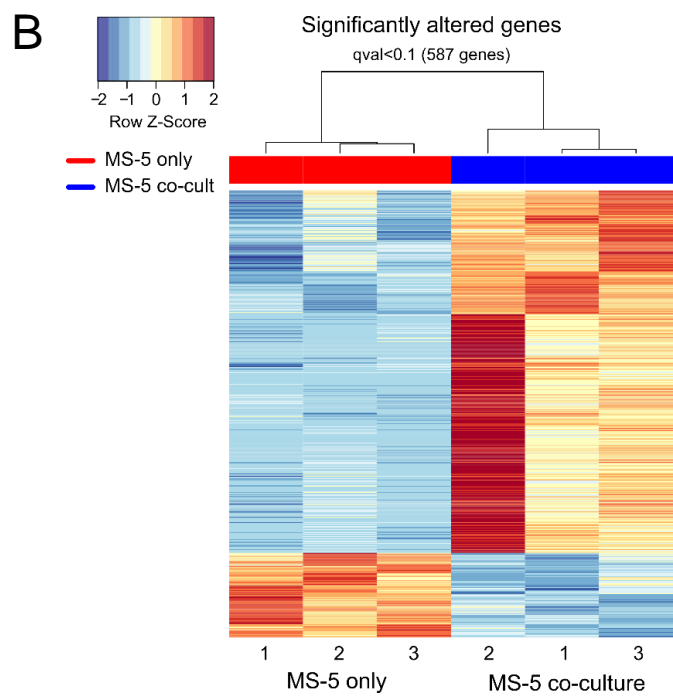 B
Significantly altered genes
qval<0.1 (587 genes)
−2 −1 0 1 2
Row Z-Score
MS-5 only
MS-5 co-cult
1 2 3 2 1 3
MS-5 only MS-5 co-culture